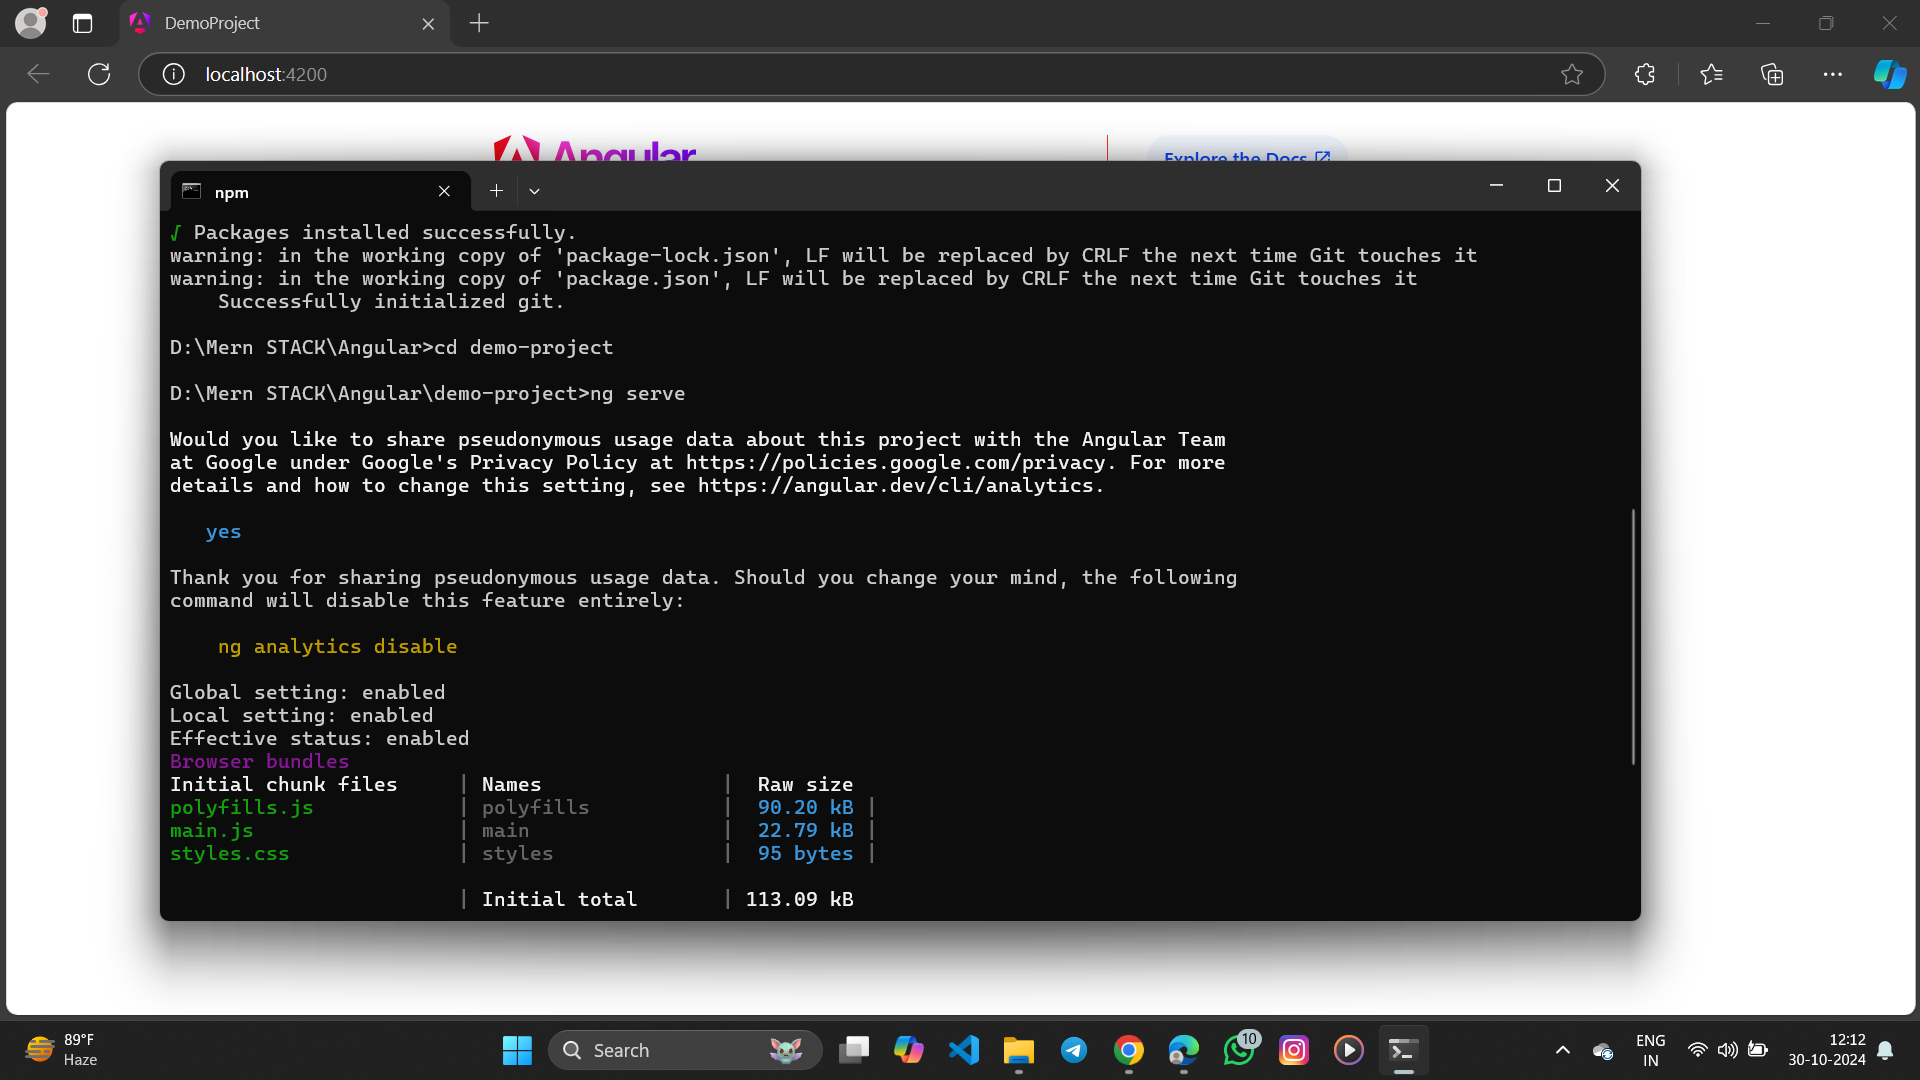 DemoProject
localhost:4200
Angular
Explore the Docs
npm
√ Packages installed successfully.
warning: in the working copy of 'package-lock.json', LF will be replaced by CRLF the next time Git touches it
warning: in the working copy of 'package.json', LF will be replaced by CRLF the next time Git touches it
Successfully initialized git.
D:\Mern STACK\Angular>cd demo-project
D:\Mern STACK\Angular\demo-project>ng serve
Would you like to share pseudonymous usage data about this project with the Angular Team
at Google under Google's Privacy Policy at https://policies.google.com/privacy. For more
details and how to change this setting, see https://angular.dev/cli/analytics.
yes
Thank you for sharing pseudonymous usage data. Should you change your mind, the following
command will disable this feature entirely:
ng analytics disable
Global setting: enabled
Local setting: enabled
Effective status: enabled
Browser bundles
Initial chunk files | Names | Raw size
polyfills.js | polyfills | 90.20 kB |
main.js | main | 22.79 kB |
styles.css | styles | 95 bytes |
| Initial total | 113.09 kB
89°F
Haze
Search
10
ENG
IN
12:12
30-10-2024